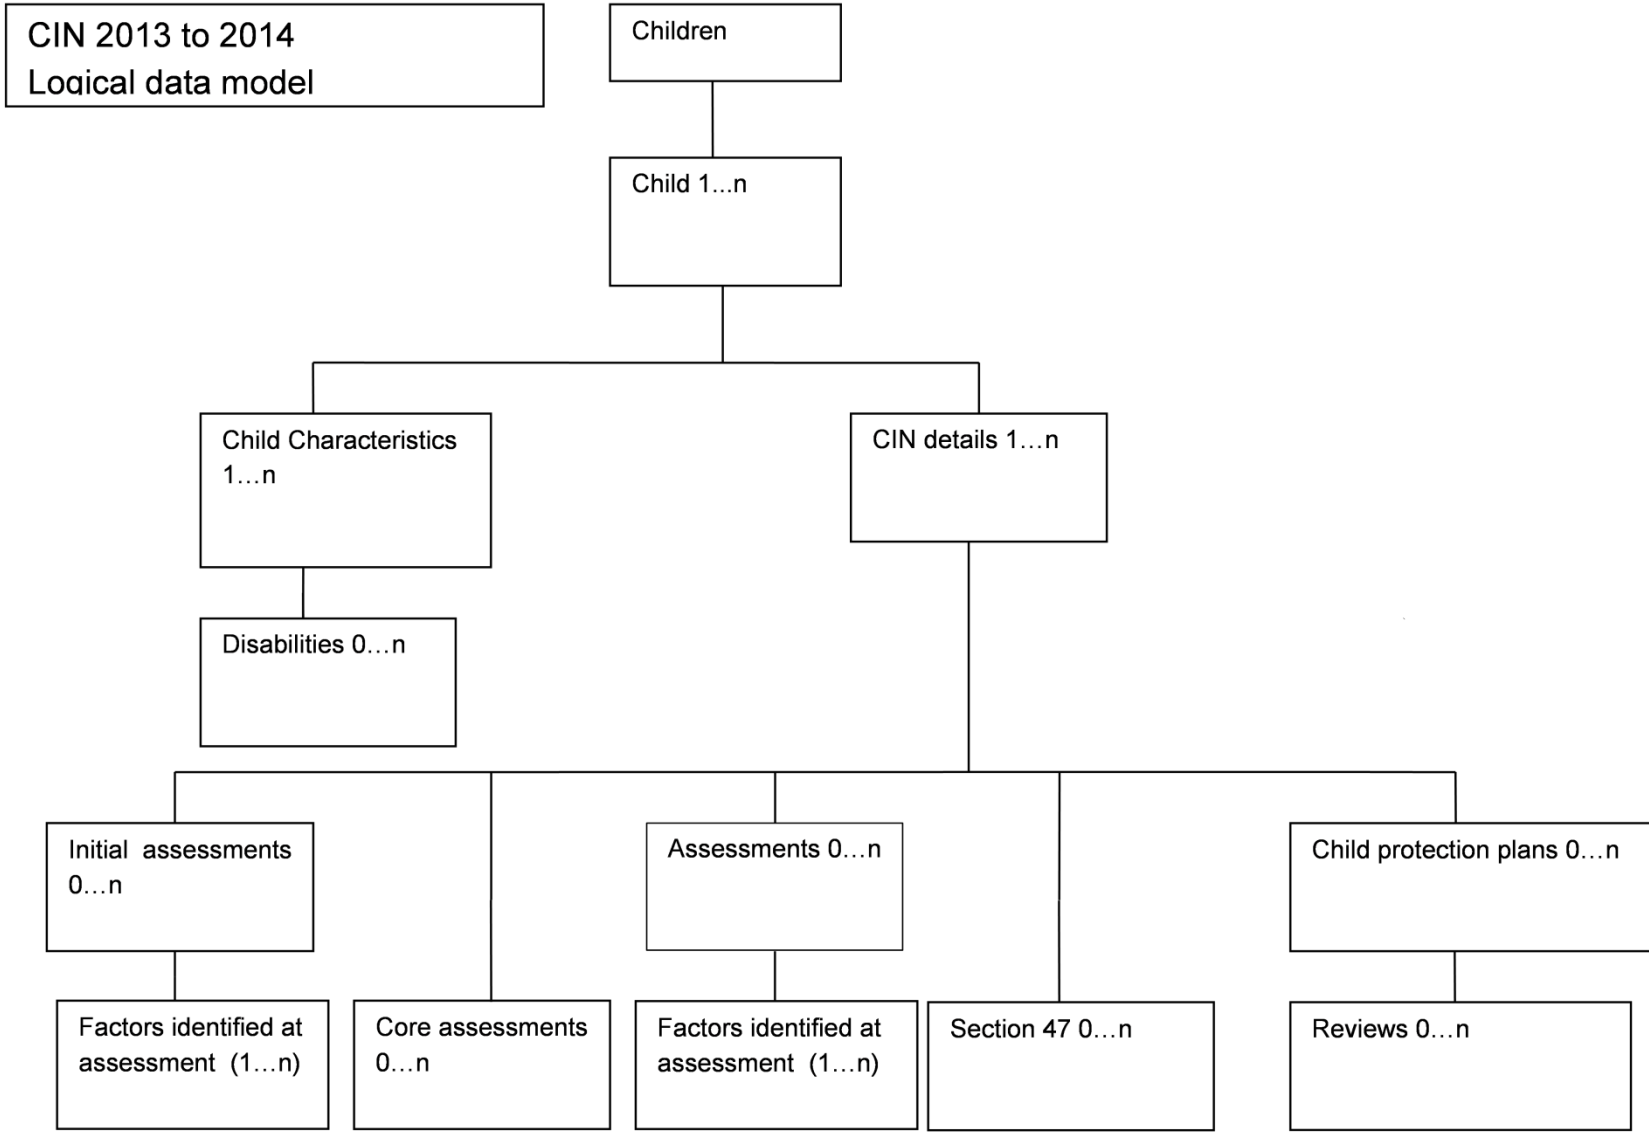 CIN 2013 to 2014
Logical data model
Children
Child 1...n
Child Characteristics
1…n
CIN details 1…n
Disabilities 0…n
Initial  assessments
0…n
Assessments 0…n
Child protection plans 0…n
Factors identified at
assessment  (1…n)
Core assessments
0…n
Factors identified at
assessment  (1…n)
Section 47 0…n
Reviews 0…n